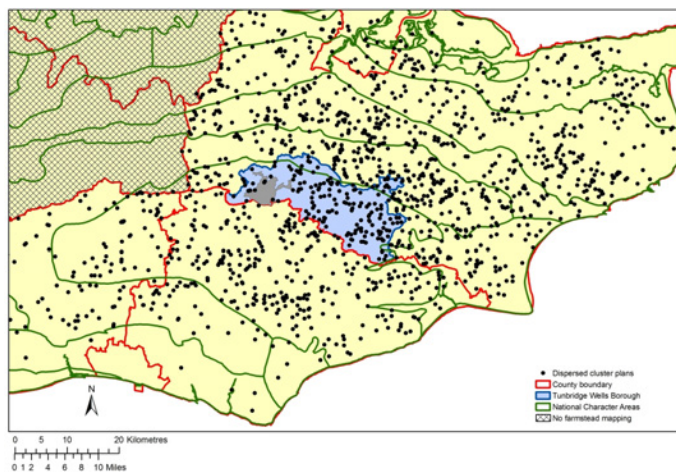 Dispersed cluster plans
County boundary
Tunbridge Wells Borough
National Character Areas
No farmstead mapping
N
0 5 10 20 Kilometres
0 1 2 4 6 8 10 Miles